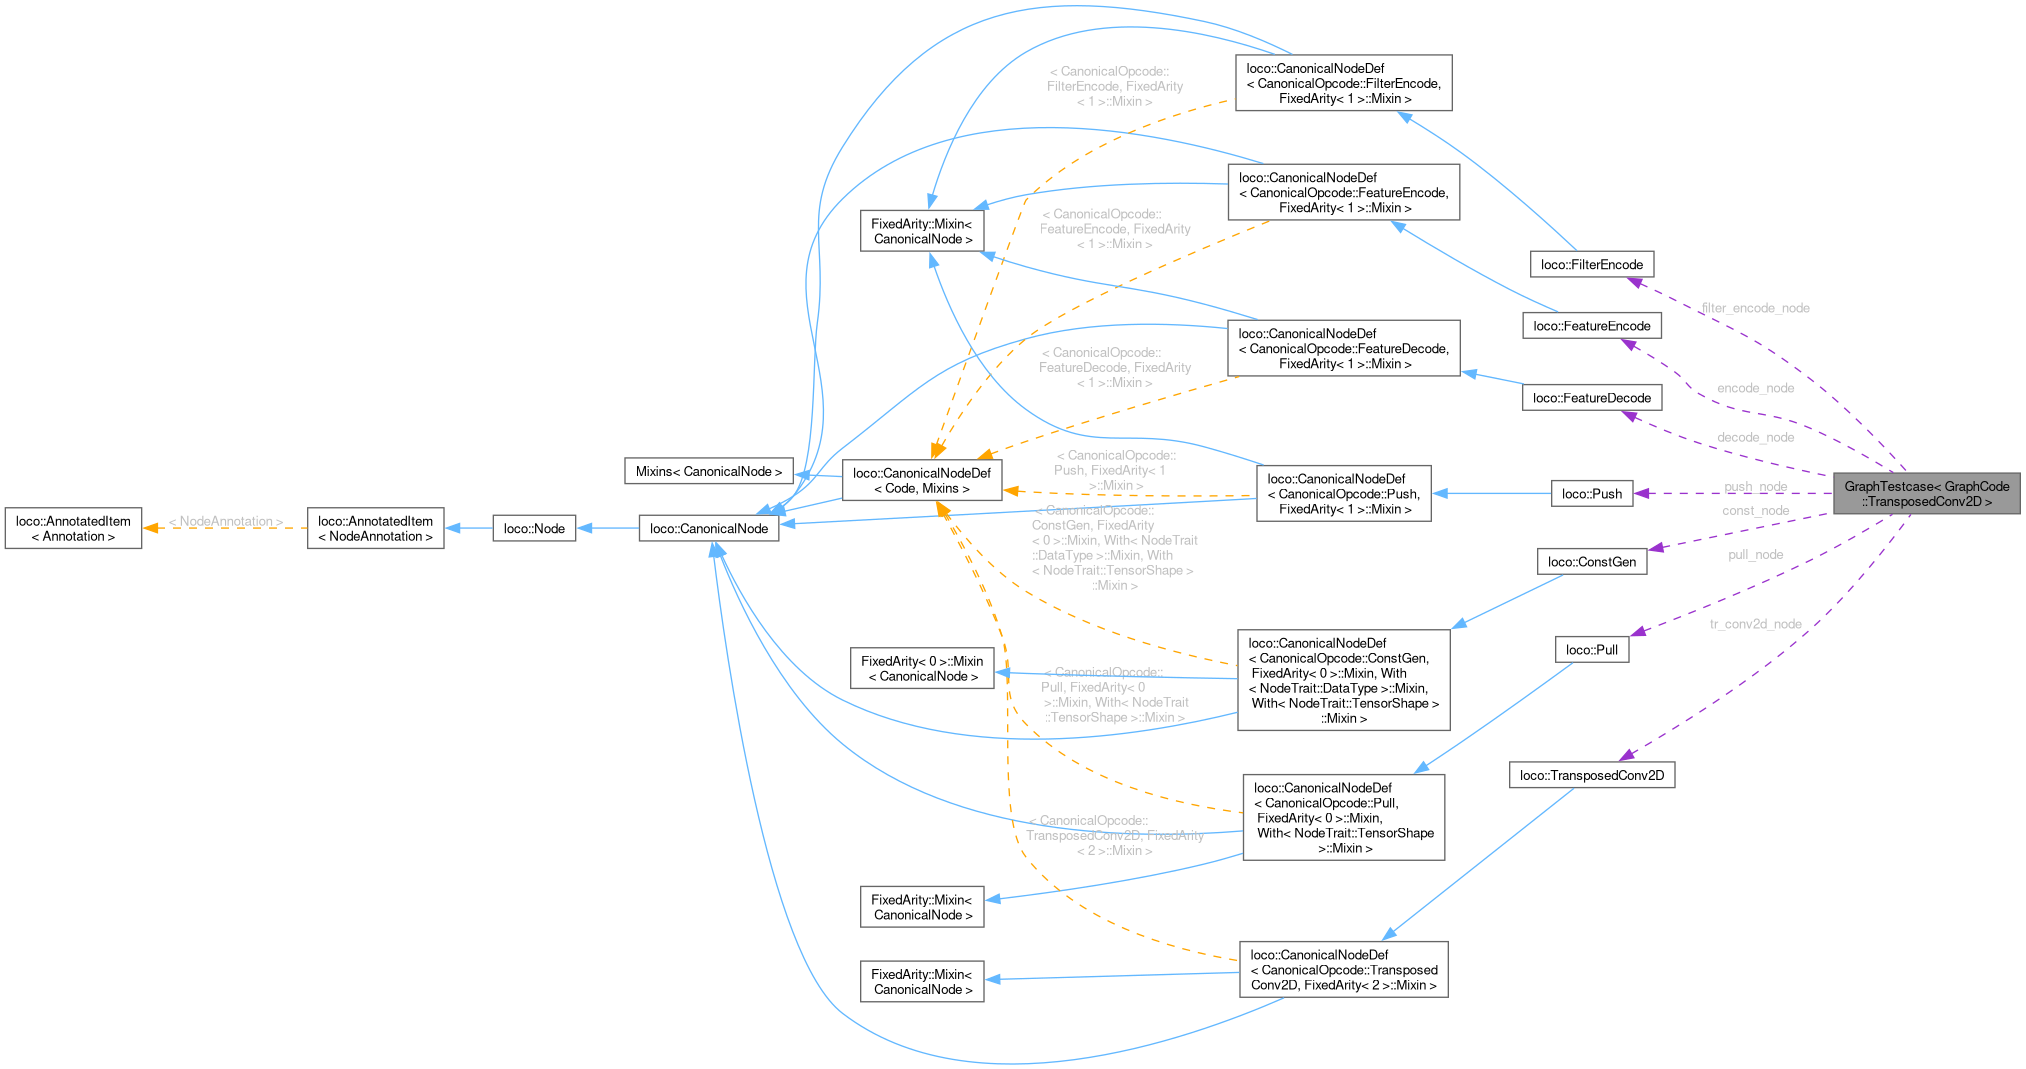 loco::AnnotatedItem
< Annotation >
< NodeAnnotation >
loco::AnnotatedItem
< NodeAnnotation >
loco::Node
Mixins< CanonicalNode >
loco::CanonicalNode
FixedArity::Mixin<
CanonicalNode >
loco::CanonicalNodeDef
< Code, Mixins >
FixedArity< 0 >::Mixin
< CanonicalNode >
FixedArity::Mixin<
CanonicalNode >
FixedArity::Mixin<
CanonicalNode >
< CanonicalOpcode::
FilterEncode, FixedArity
< 1 >::Mixin >
< CanonicalOpcode::
FeatureEncode, FixedArity
< 1 >::Mixin >
< CanonicalOpcode::
FeatureDecode, FixedArity
< 1 >::Mixin >
< CanonicalOpcode::
Push, FixedArity< 1
>::Mixin >
< CanonicalOpcode::
ConstGen, FixedArity
< 0 >::Mixin, With< NodeTrait
::DataType >::Mixin, With
< NodeTrait::TensorShape >
::Mixin >
< CanonicalOpcode::
Pull, FixedArity< 0
>::Mixin, With< NodeTrait
::TensorShape >::Mixin >
< CanonicalOpcode::
TransposedConv2D, FixedArity
< 2 >::Mixin >
loco::CanonicalNodeDef
< CanonicalOpcode::FilterEncode,
FixedArity< 1 >::Mixin >
loco::CanonicalNodeDef
< CanonicalOpcode::FeatureEncode,
FixedArity< 1 >::Mixin >
loco::CanonicalNodeDef
< CanonicalOpcode::FeatureDecode,
FixedArity< 1 >::Mixin >
loco::CanonicalNodeDef
< CanonicalOpcode::Push,
FixedArity< 1 >::Mixin >
loco::CanonicalNodeDef
< CanonicalOpcode::ConstGen,
FixedArity< 0 >::Mixin, With
< NodeTrait::DataType >::Mixin,
With< NodeTrait::TensorShape >
::Mixin >
loco::CanonicalNodeDef
< CanonicalOpcode::Pull,
FixedArity< 0 >::Mixin,
With< NodeTrait::TensorShape
>::Mixin >
loco::CanonicalNodeDef
< CanonicalOpcode::Transposed
Conv2D, FixedArity< 2 >::Mixin >
loco::FilterEncode
loco::FeatureEncode
loco::FeatureDecode
loco::Push
loco::ConstGen
loco::Pull
loco::TransposedConv2D
filter_encode_node
encode_node
decode_node
push_node
const_node
pull_node
tr_conv2d_node
GraphTestcase< GraphCode
::TransposedConv2D >